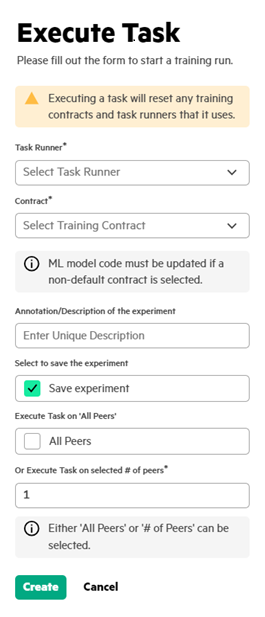 Execute Task
Please fill out the form to start a training run.
Executing a task will reset any training
contracts and task runners that it uses.
Task Runner*
Select Task Runner
Contract*
Select Training Contract
ML model code must be updated if a
non-default contract is selected.
Annotation/Description of the experiment
Enter Unique Description
Select to save the experiment
Save experiment
Execute Task on 'All Peers'
All Peers
Or Execute Task on selected # of peers*
1
Either 'All Peers' or '# of Peers' can be
selected.
Create Cancel